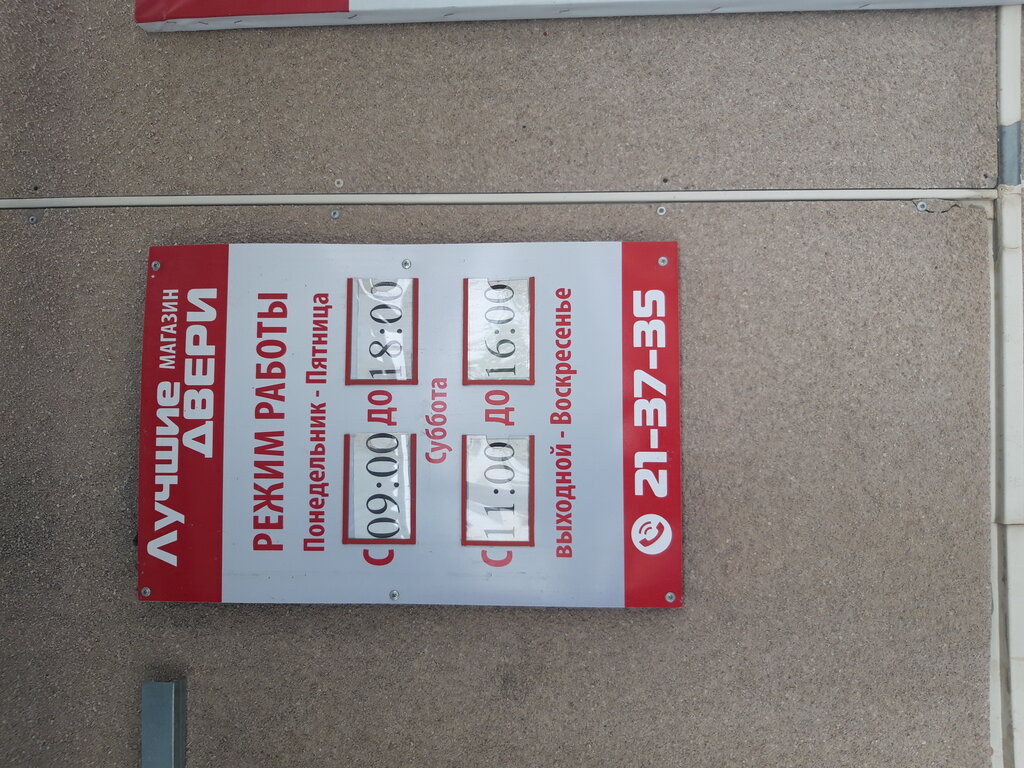 Лучшие МАГАЗИН
ДВЕРИ
РЕЖИМ РАБОТЫ
Понедельник - Пятница
С 09:00 до 18:00
Суббота
С 11:00 до 16:00
выходной - Воскресенье
21-37-35